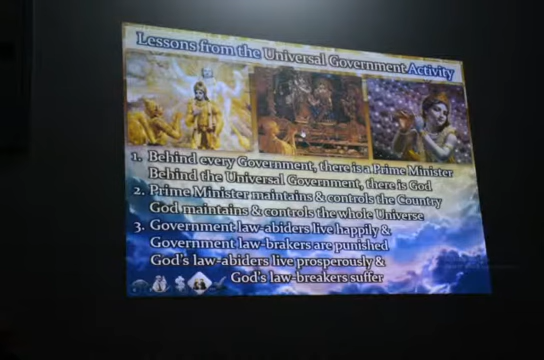 Lessons from the Universal Government Activity
1. Behind every Government, there is a Prime Minister
Behind the Universal Government, there is God
2. Prime Minister maintains & controls the Country
God maintains & controls the whole Universe
3. Government law-abiders live happily &
Government law-brakers are punished
God's law-abiders live prosperously &
God's law-breakers suffer